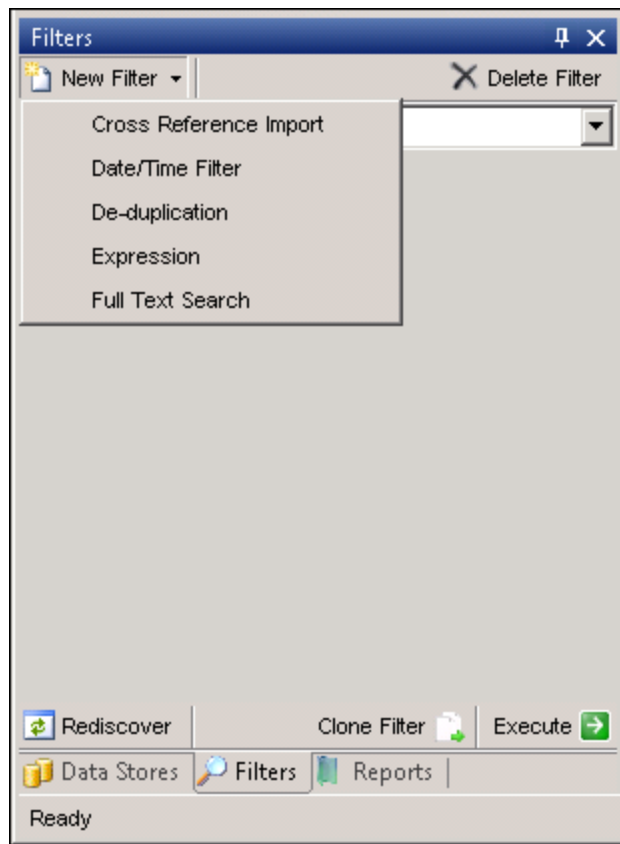 Filters
New Filter Delete Filter
Cross Reference Import
Date/Time Filter
De-duplication
Expression
Full Text Search
Rediscover Clone Filter Execute
Data Stores Filters Reports
Ready